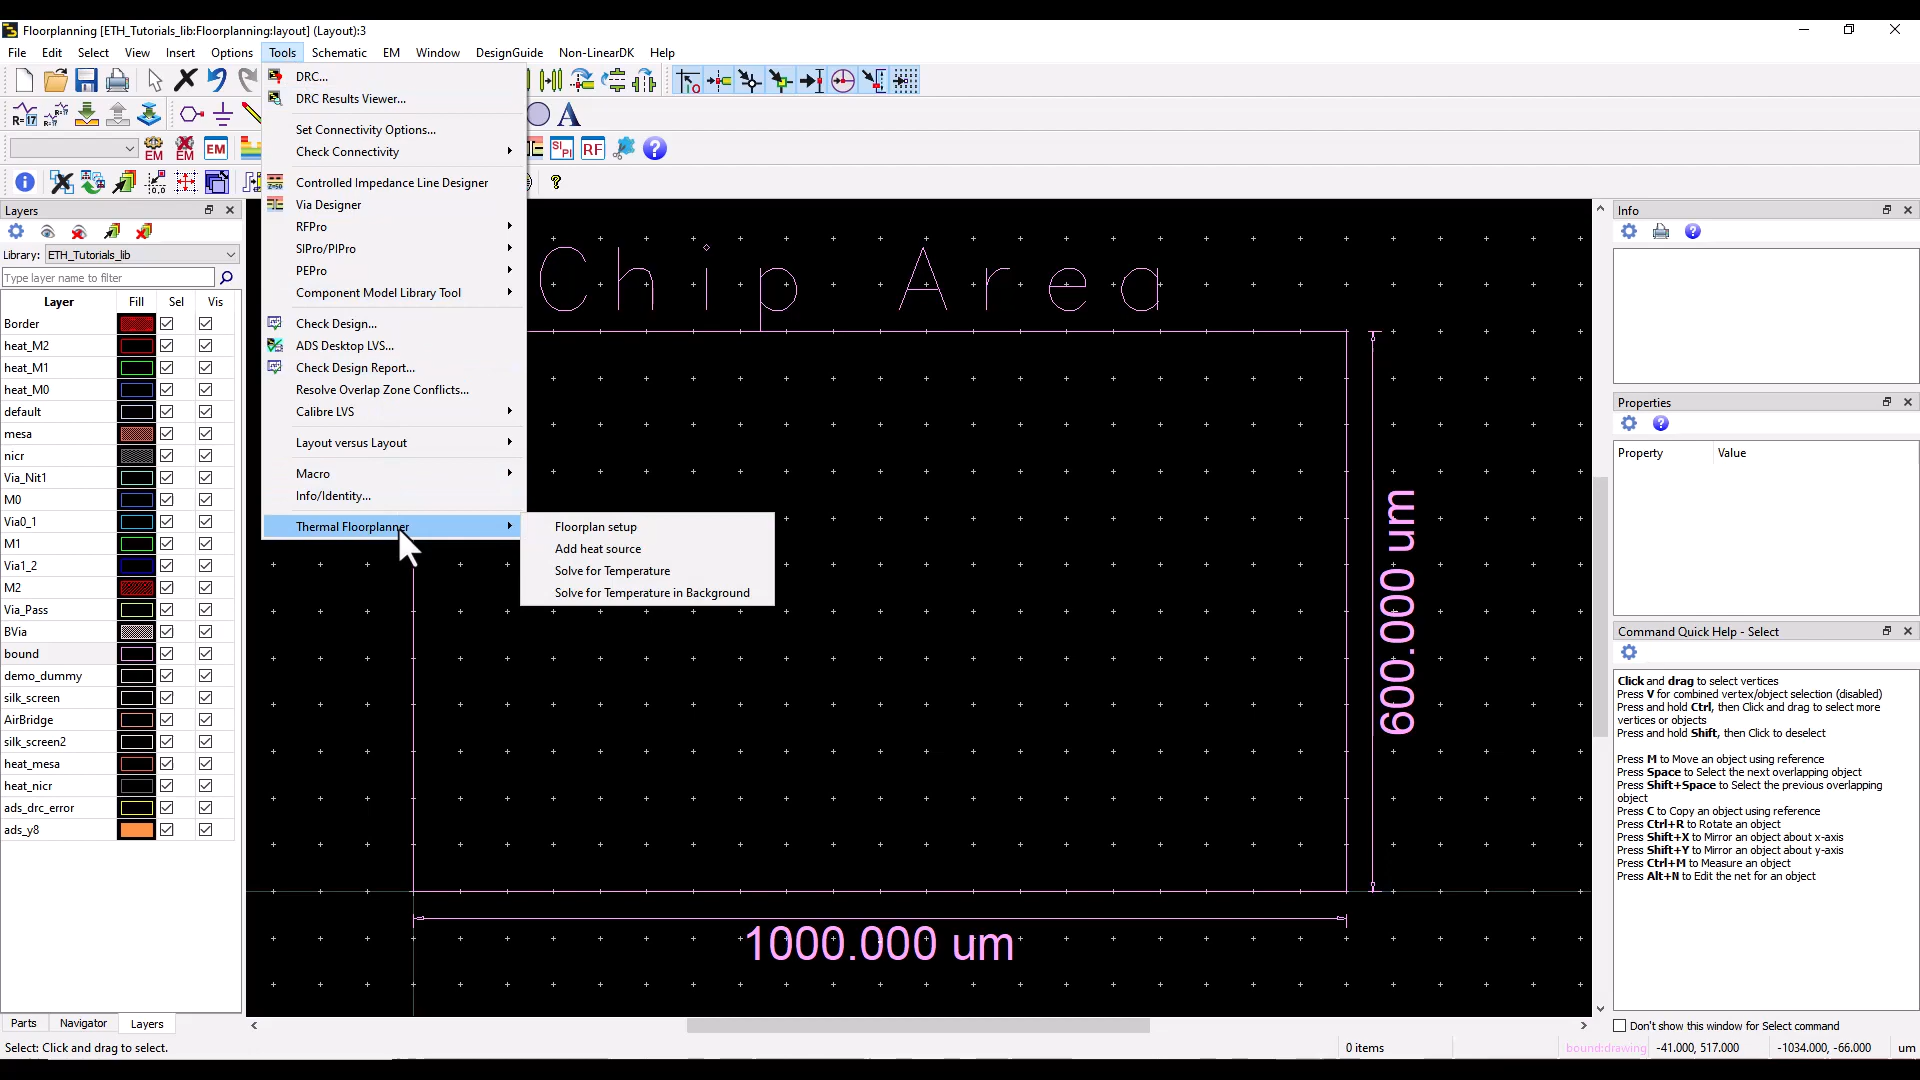 Floorplanning [ETH_Tutorials_lib:Floorplanning:layout] (Layout):3
File Edit Select View Insert Options Tools Schematic EM Window DesignGuide Non-LinearDK Help
DRC...
DRC Results Viewer...
Set Connectivity Options...
Check Connectivity
Controlled Impedance Line Designer
Via Designer
RFPro
SIPro/PIPro
PEPro
Component Model Library Tool
Check Design...
ADS Desktop LVS...
Check Design Report...
Resolve Overlap Zone Conflicts...
Calibre LVS
Layout versus Layout
Macro
Info/Identity...
Thermal Floorplanner
Floorplan setup
Add heat source
Solve for Temperature
Solve for Temperature in Background
EM EM EM
RF
Layers
Library: ETH_Tutorials_lib
Type layer name to filter
Layer Fill Sel Vis
Border
heat_M2
heat_M1
heat_M0
default
mesa
nicr
Via_Nit1
M0
Via0_1
M1
Via1_2
M2
Via_Pass
BVia
bound
demo_dummy
silk_screen
AirBridge
silk_screen2
heat_mesa
heat_nicr
ads_drc_error
ads_y8
Parts Navigator Layers
Chip Area
600.000 um
1000.000 um
Info
Properties
Property Value
Command Quick Help - Select
Click and drag to select vertices
Press V for combined vertex/object selection (disabled)
Press and hold Ctrl, then Click and drag to select more
vertices or objects
Press and hold Shift, then Click to deselect
Press M to Move an object using reference
Press Space to Select the next overlapping object
Press Shift+Space to Select the previous overlapping
object
Press C to Copy an object using reference
Press Ctrl+R to Rotate an object
Press Shift+X to Mirror an object about x-axis
Press Shift+Y to Mirror an object about y-axis
Press Ctrl+M to Measure an object
Press Alt+N to Edit the net for an object
Don't show this window for Select command
Select: Click and drag to select.
0 items
bound:drawing
-41.000, 517.000
-1034.000, -66.000
um